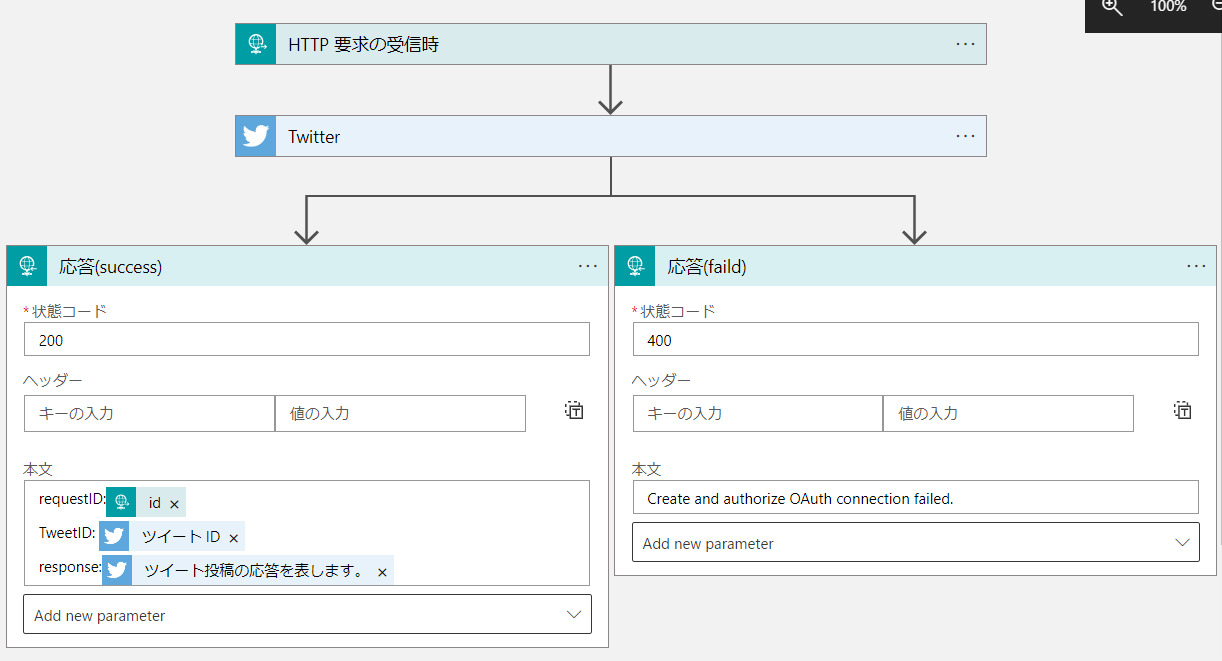 100%
HTTP 要求の受信時
Twitter
応答(success)
*状態コード
200
ヘッダー
キーの入力 値の入力
本文
requestID: id ×
TweetID: ツイート ID ×
response: ツイート投稿の応答を表します。 ×
Add new parameter
応答(faild)
*状態コード
400
ヘッダー
キーの入力 値の入力
本文
Create and authorize OAuth connection failed.
Add new parameter